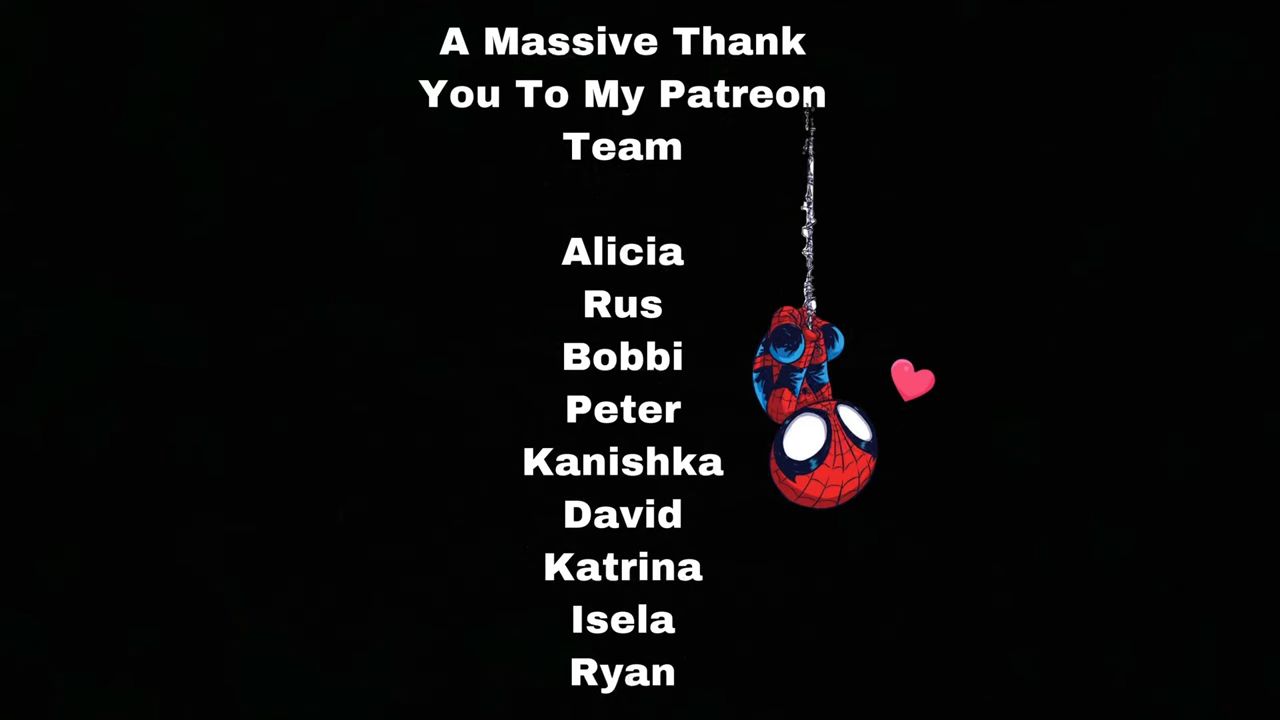 A Massive Thank
You To My Patreon
Team
Alicia
Rus
Bobbi
Peter
Kanishka
David
Katrina
Isela
Ryan